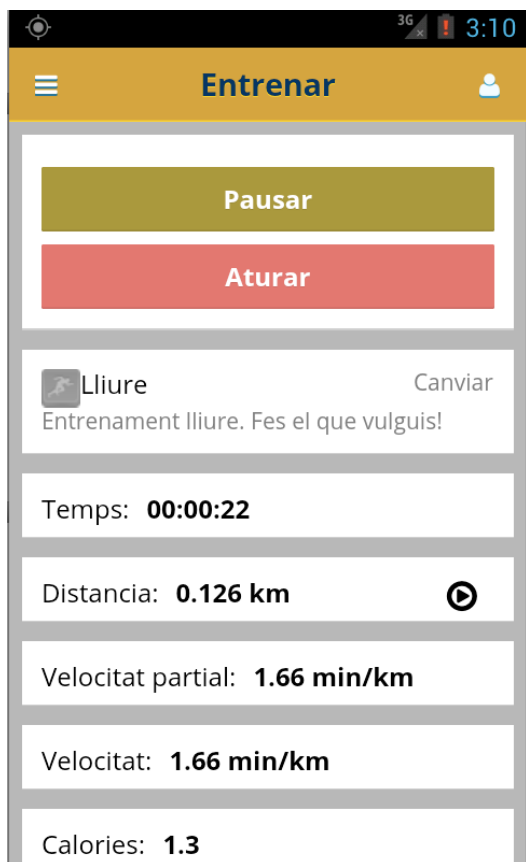 3G 3:10
Entrenar
Pausar
Aturar
Lliure Canviar
Entrenament lliure. Fes el que vulguis!
Temps: 00:00:22
Distancia: 0.126 km
Velocitat partial: 1.66 min/km
Velocitat: 1.66 min/km
Calories: 1.3